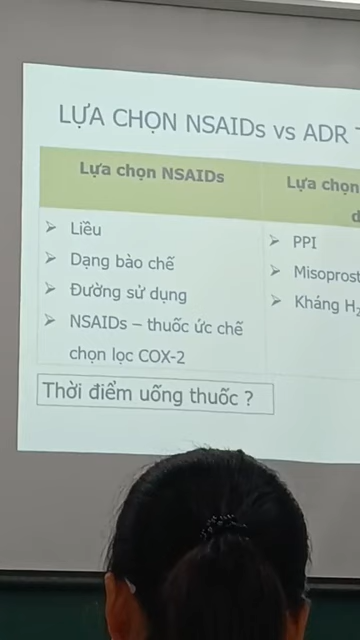 LỰA CHỌN NSAIDs vs ADR
Lựa chọn NSAIDs
Lựa chọn
➢ Liều
➢ Dạng bào chế
➢ Đường sử dụng
➢ NSAIDs – thuốc ức chế
chọn lọc COX-2
➢ PPI
➢ Misoprost
➢ Kháng H₂
Thời điểm uống thuốc ?